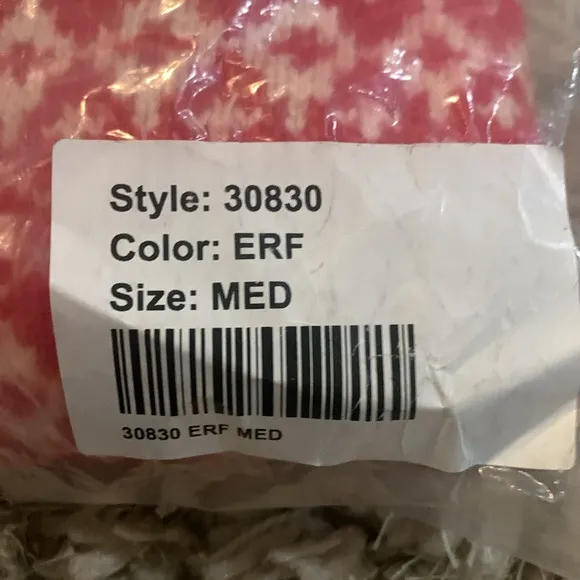 Style: 30830
Color: ERF
Size: MED
30830 ERF MED